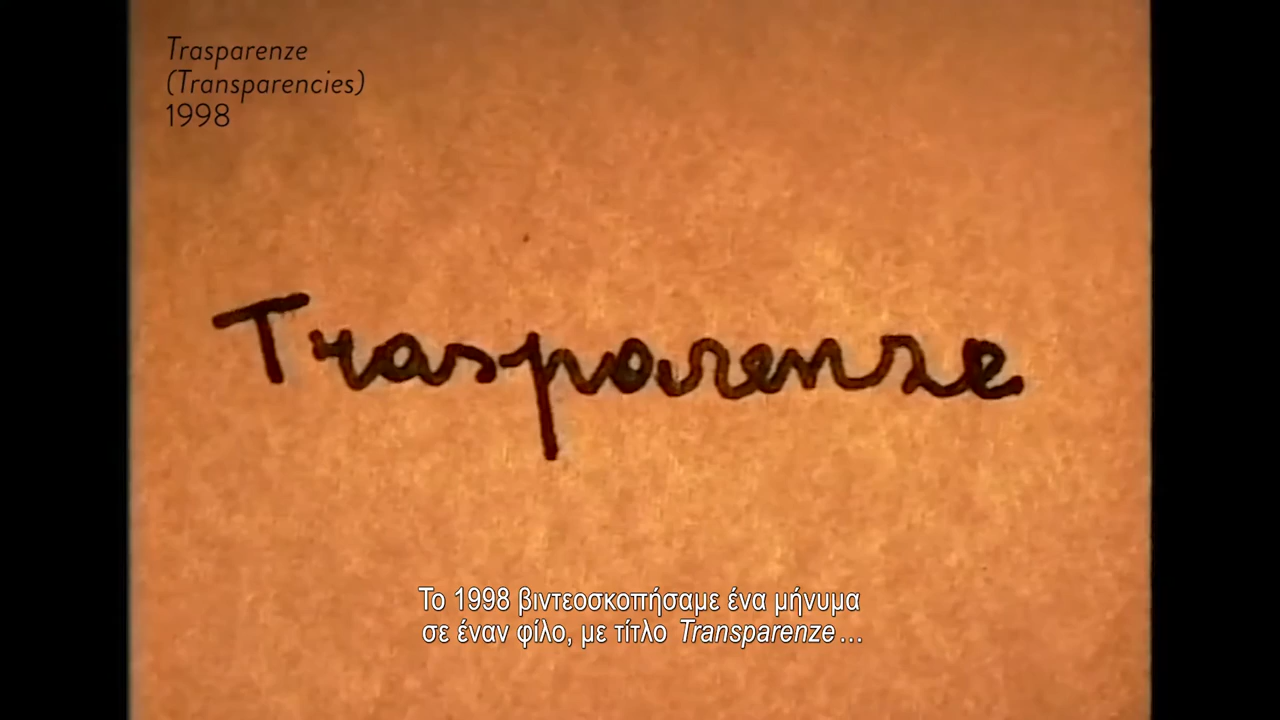 Trasparenze
(Transparencies)
1998
Trasparenze
Το 1998 βιντεοσκοπήσαμε ένα μήνυμα
σε έναν φίλο, με τίτλο Transparenze…